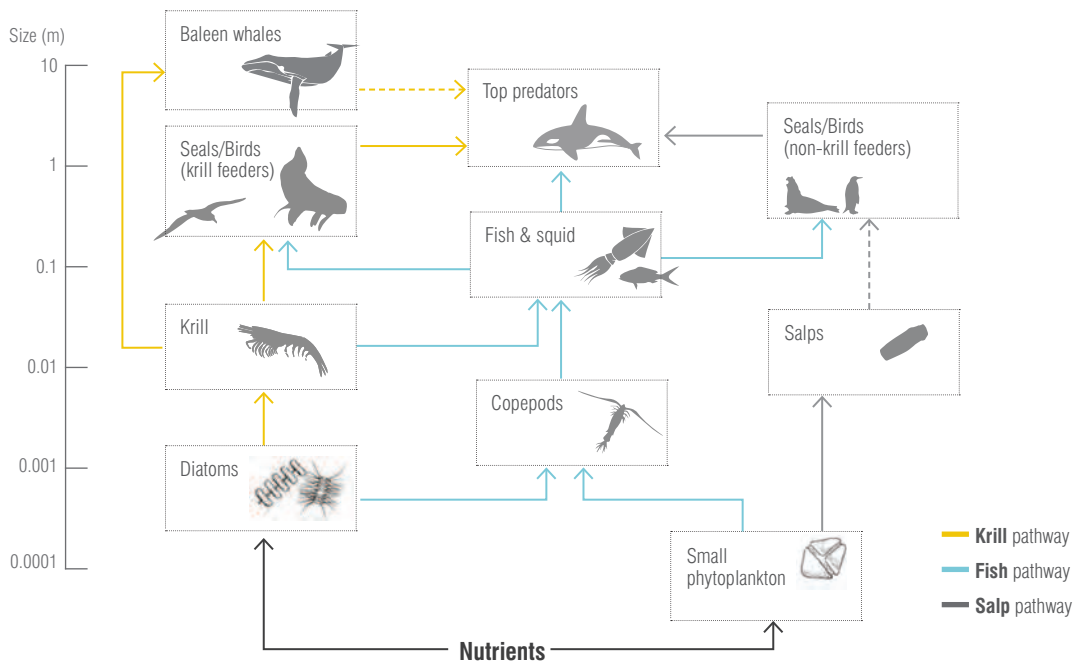 Size (m)
10
1
0.1
0.01
0.001
0.0001
Baleen whales
Top predators
Seals/Birds
(krill feeders)
Seals/Birds
(non-krill feeders)
Fish & squid
Krill
Salps
Copepods
Diatoms
Small
phytoplankton
Nutrients
Krill pathway
Fish pathway
Salp pathway